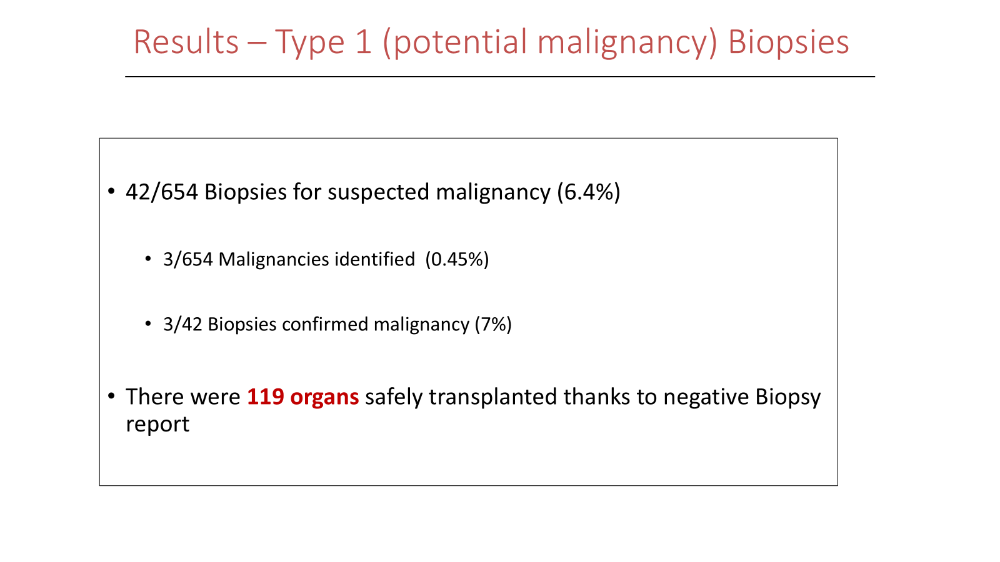 Results – Type 1 (potential malignancy) Biopsies
• 42/654 Biopsies for suspected malignancy (6.4%)
• 3/654 Malignancies identified  (0.45%)
• 3/42 Biopsies confirmed malignancy (7%)
• There were 119 organs safely transplanted thanks to negative Biopsy
report